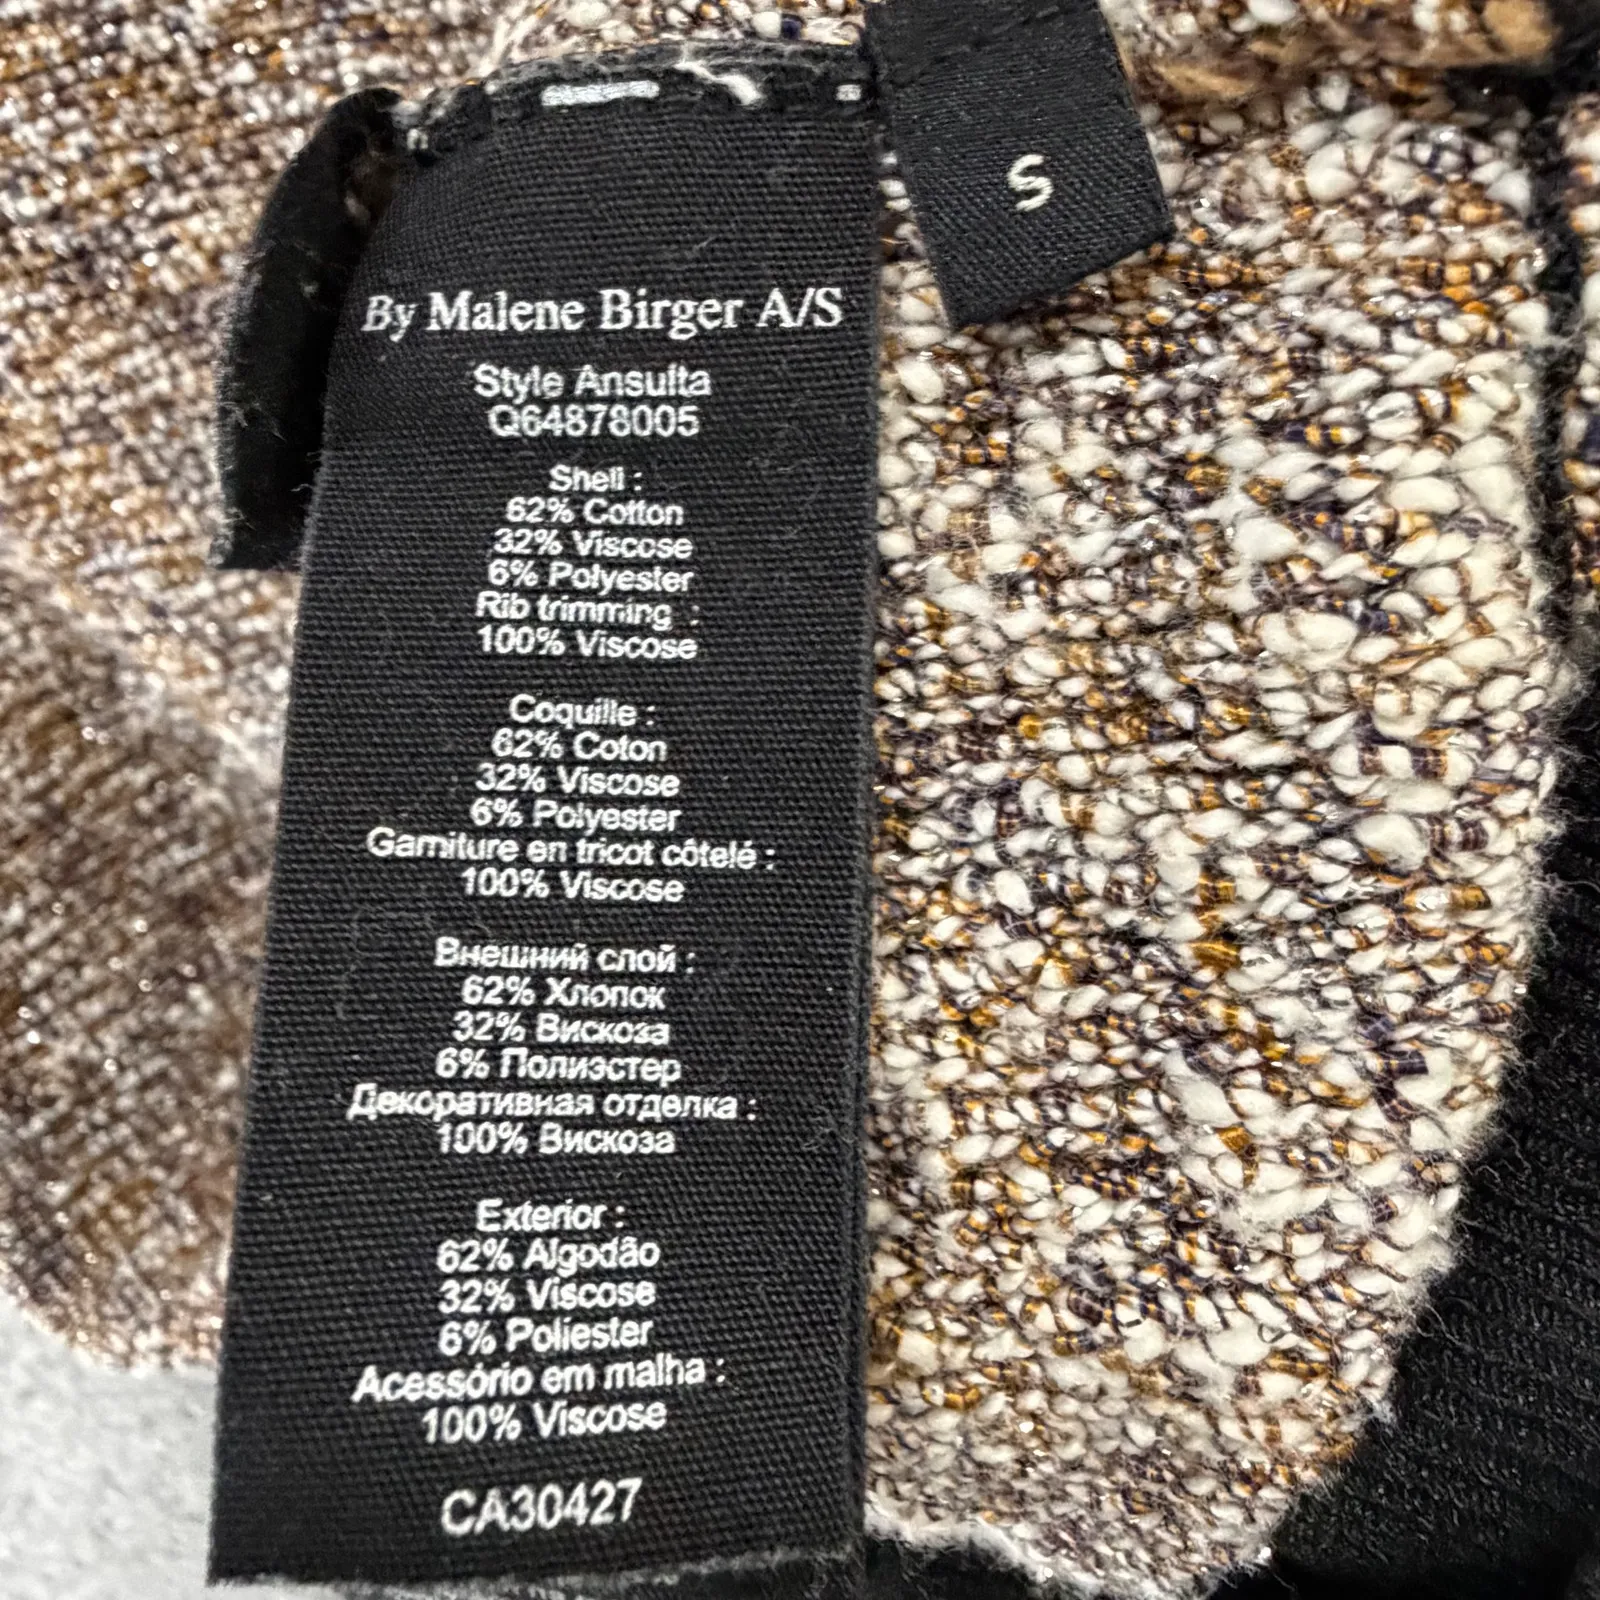 S
By Malene Birger A/S
Style Ansulta
Q64878005
Shell :
62% Cotton
32% Viscose
6% Polyester
Rib trimming :
100% Viscose
Coquille :
62% Coton
32% Viscose
6% Polyester
Garniture en tricot côtelé :
100% Viscose
Внешний слой :
62% Хлопок
32% Вискоза
6% Полиэстер
Декоративная отделка :
100% Вискоза
Exterior :
62% Algodão
32% Viscose
6% Poliester
Acessório em malha :
100% Viscose
CA30427